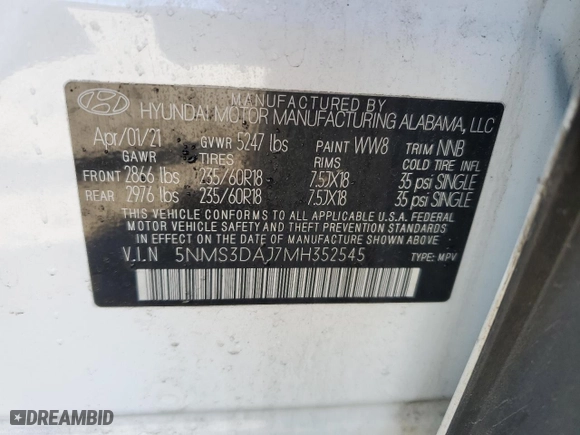 MANUFACTURED BY
HYUNDAI MOTOR MANUFACTURING ALABAMA, LLC
Apr/01/21 GVWR 5247 lbs PAINT WW8 TRIM NNB
GAWR TIRES RIMS COLD TIRE INFL
FRONT 2866 lbs 235/60R18 7.5JX18 35 psi SINGLE
REAR 2976 lbs 235/60R18 7.5JX18 35 psi SINGLE
THIS VEHICLE CONFORMS TO ALL APPLICABLE U.S.A. FEDERAL
MOTOR VEHICLE SAFETY AND THEFT PREVENTION STANDARDS IN
EFFECT ON THE DATE OF MANUFACTURE SHOWN ABOVE.
V.I.N 5NMS3DAJ7MH352545 TYPE: MPV
DREAMBID